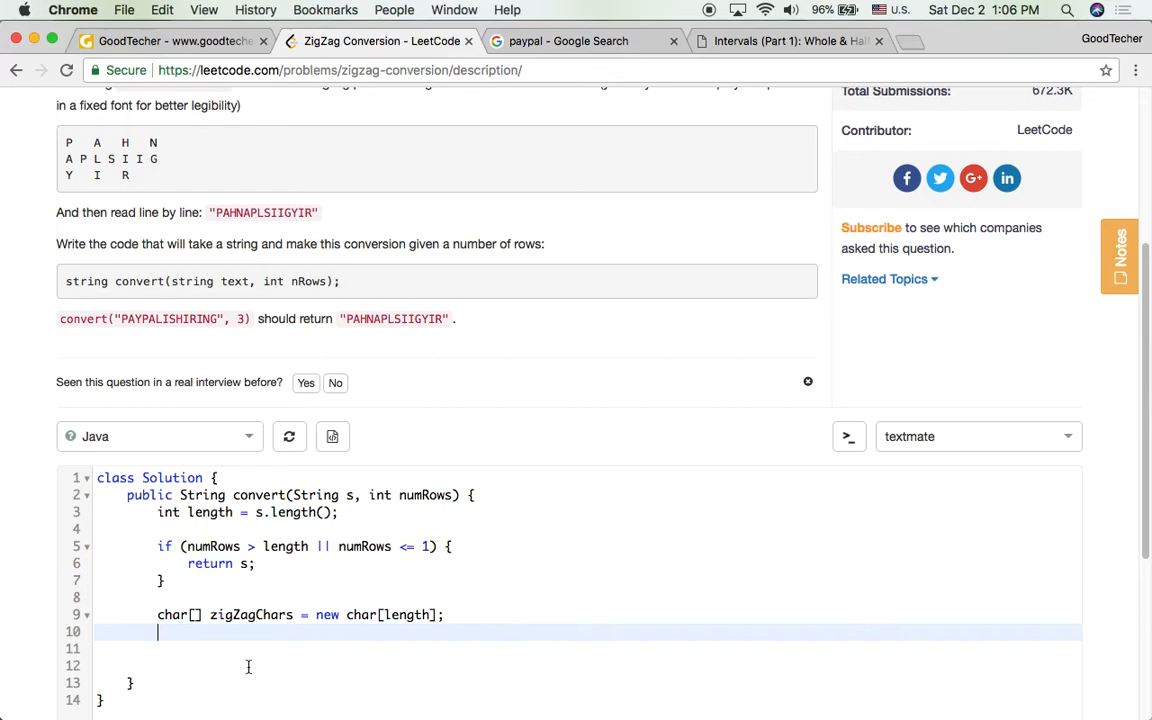 Chrome File Edit View History Bookmarks People Window Help 96% U.S. Sat Dec 2 1:06 PM
GoodTecher - www.goodteche ZigZag Conversion - LeetCode paypal - Google Search Intervals (Part 1): Whole & Hal GoodTecher
Secure https://leetcode.com/problems/zigzag-conversion/description/
in a fixed font for better legibility)
P A H N
A P L S I I G
Y I R
And then read line by line: "PAHNAPLSIIGYIR"
Write the code that will take a string and make this conversion given a number of rows:
string convert(string text, int nRows);
convert("PAYPALISHIRING", 3) should return "PAHNAPLSIIGYIR".
Seen this question in a real interview before? Yes No
Total Submissions: 672.3K
Contributor: LeetCode
Subscribe to see which companies
asked this question.
Related Topics
Notes
Java
textmate
1 class Solution {
2 public String convert(String s, int numRows) {
3 int length = s.length();
4
5 if (numRows > length || numRows <= 1) {
6 return s;
7 }
8
9 char[] zigZagChars = new char[length];
10
11
12
13 }
14 }